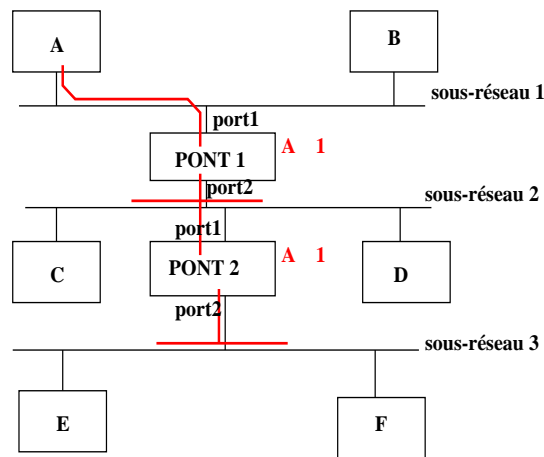 A
B
sous-réseau 1
port1
PONT 1
A 1
port2
sous-réseau 2
port1
C
PONT 2
A 1
D
port2
sous-réseau 3
E
F